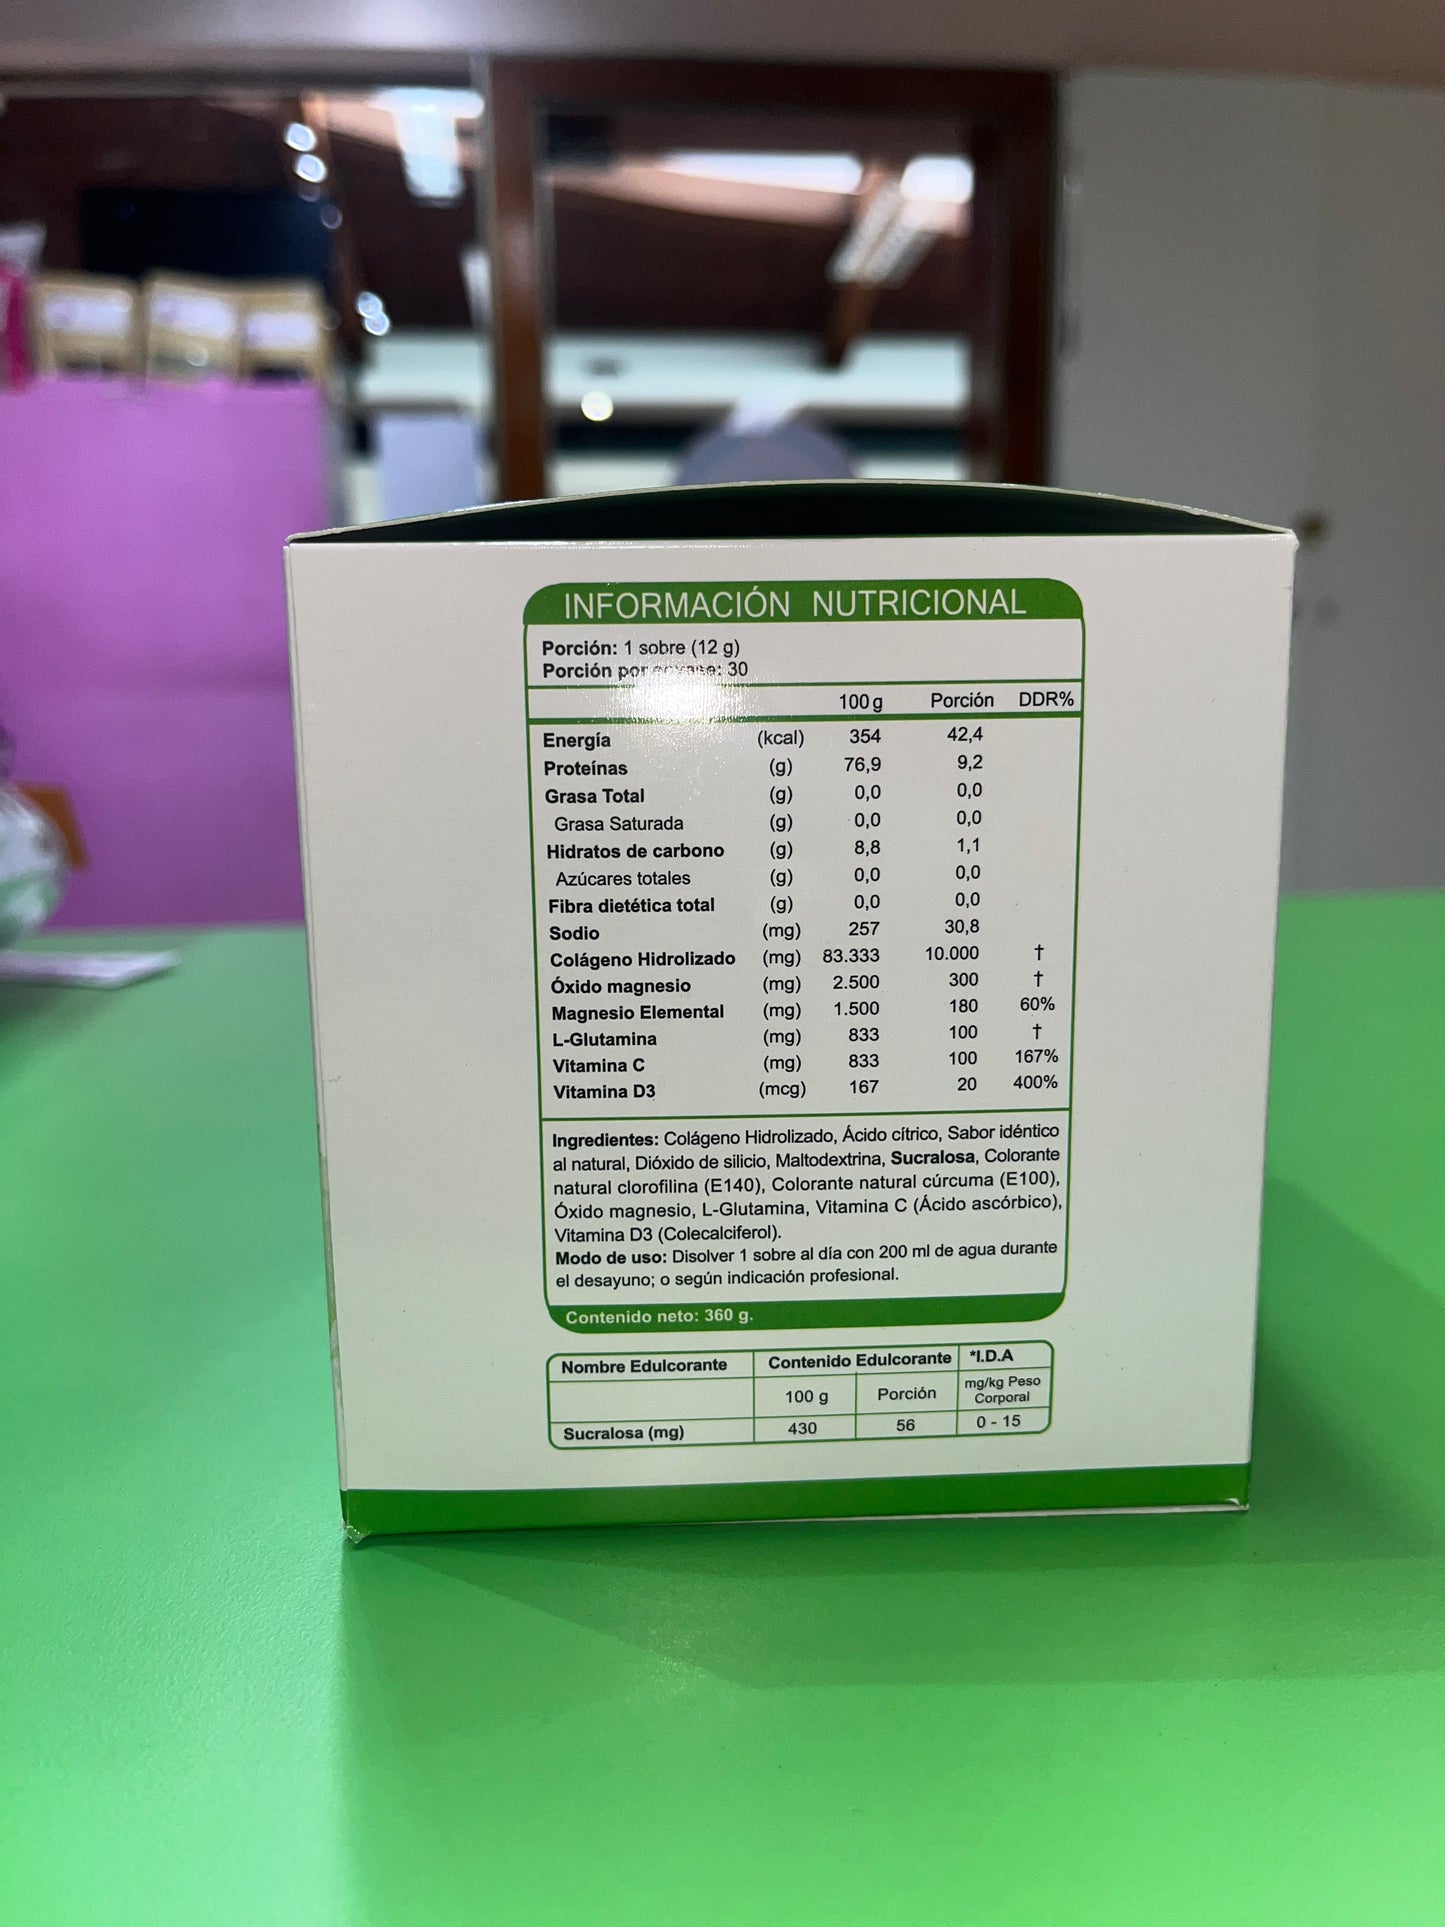 INFORMACIÓN NUTRICIONAL
Porción: 1 sobre (12 g)
Porción por envase: 30
100 g Porción DDR%
Energía (kcal) 354 42,4
Proteínas (g) 76,9 9,2
Grasa Total (g) 0,0 0,0
Grasa Saturada (g) 0,0 0,0
Hidratos de carbono (g) 8,8 1,1
Azúcares totales (g) 0,0 0,0
Fibra dietética total (g) 0,0 0,0
Sodio (mg) 257 30,8
Colágeno Hidrolizado (mg) 83.333 10.000 †
Óxido magnesio (mg) 2.500 300 †
Magnesio Elemental (mg) 1.500 180 60%
L-Glutamina (mg) 833 100 †
Vitamina C (mg) 833 100 167%
Vitamina D3 (mcg) 167 20 400%
Ingredientes: Colágeno Hidrolizado, Ácido cítrico, Sabor idéntico
al natural, Dióxido de silicio, Maltodextrina, Sucralosa, Colorante
natural clorofilina (E140), Colorante natural cúrcuma (E100),
Óxido magnesio, L-Glutamina, Vitamina C (Ácido ascórbico),
Vitamina D3 (Colecalciferol).
Modo de uso: Disolver 1 sobre al día con 200 ml de agua durante
el desayuno; o según indicación profesional.
Contenido neto: 360 g.
Nombre Edulcorante Contenido Edulcorante *I.D.A
100 g Porción mg/kg Peso
Corporal
Sucralosa (mg) 430 56 0 - 15